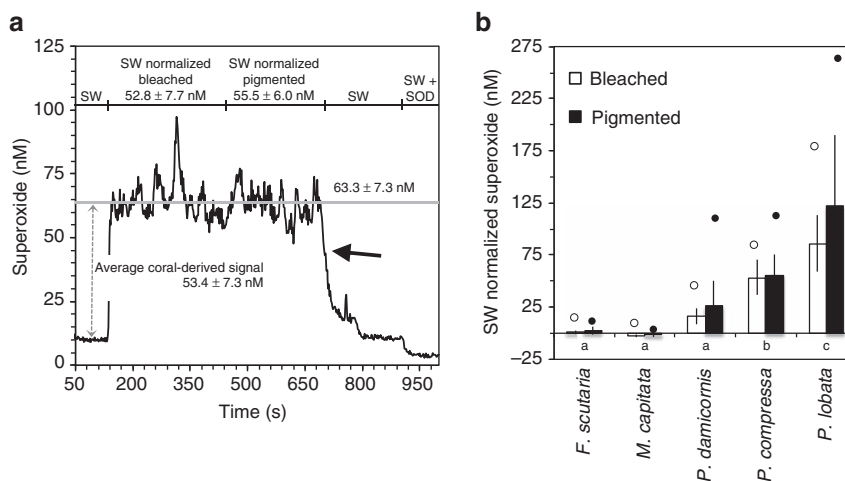 a
125
100
75
50
25
0
Superoxide (nM)
SW
SW normalized
bleached
52.8 ± 7.7 nM
SW normalized
pigmented
55.5 ± 6.0 nM
SW
SW +
SOD
63.3 ± 7.3 nM
Average coral-derived signal
53.4 ± 7.3 nM
50
150
350
450
650
750
950
Time (s)
b
275
225
175
125
75
25
−25
SW normalized superoxide (nM)
Bleached
Pigmented
a
a
a
b
c
F. scutaria
M. capitata
P. damicornis
P. compressa
P. lobata